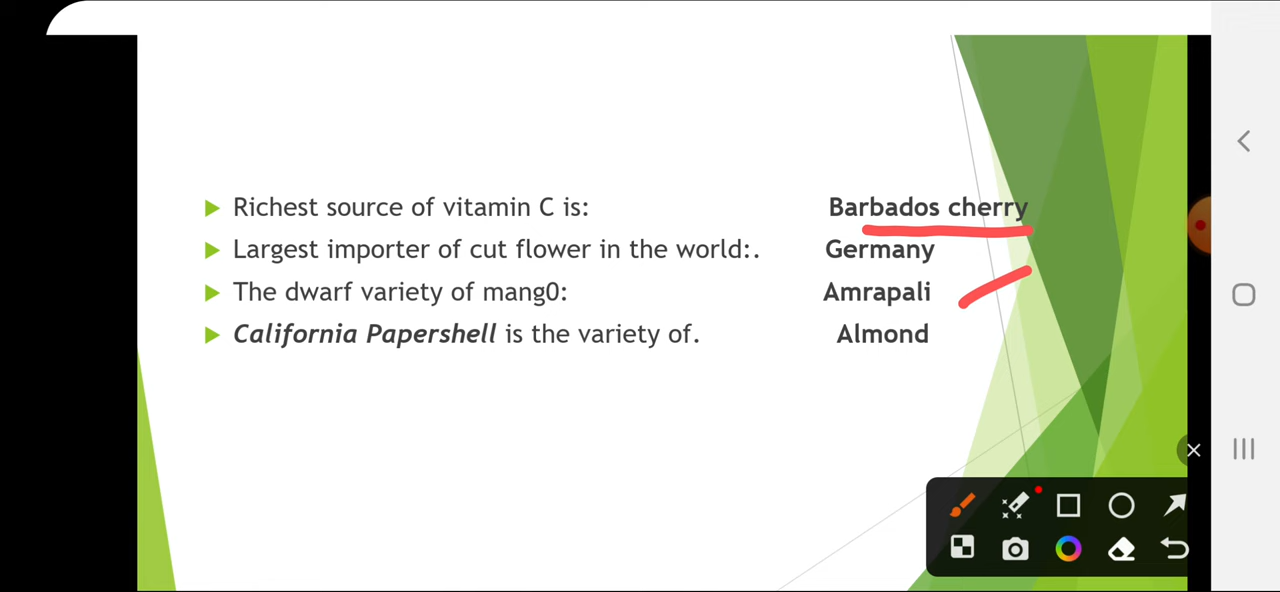 Richest source of vitamin C is: Barbados cherry
Largest importer of cut flower in the world:. Germany
The dwarf variety of mang0: Amrapali
California Papershell is the variety of. Almond